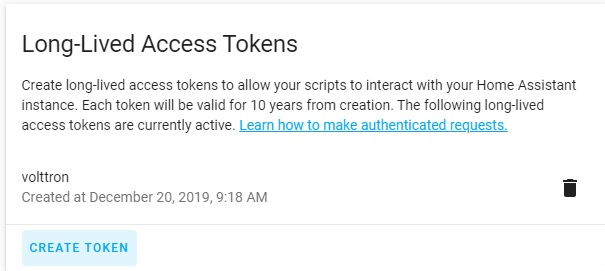 Long-Lived Access Tokens
Create long-lived access tokens to allow your scripts to interact with your Home Assistant
instance. Each token will be valid for 10 years from creation. The following long-lived
access tokens are currently active. Learn how to make authenticated requests.
volttron
Created at December 20, 2019, 9:18 AM
CREATE TOKEN